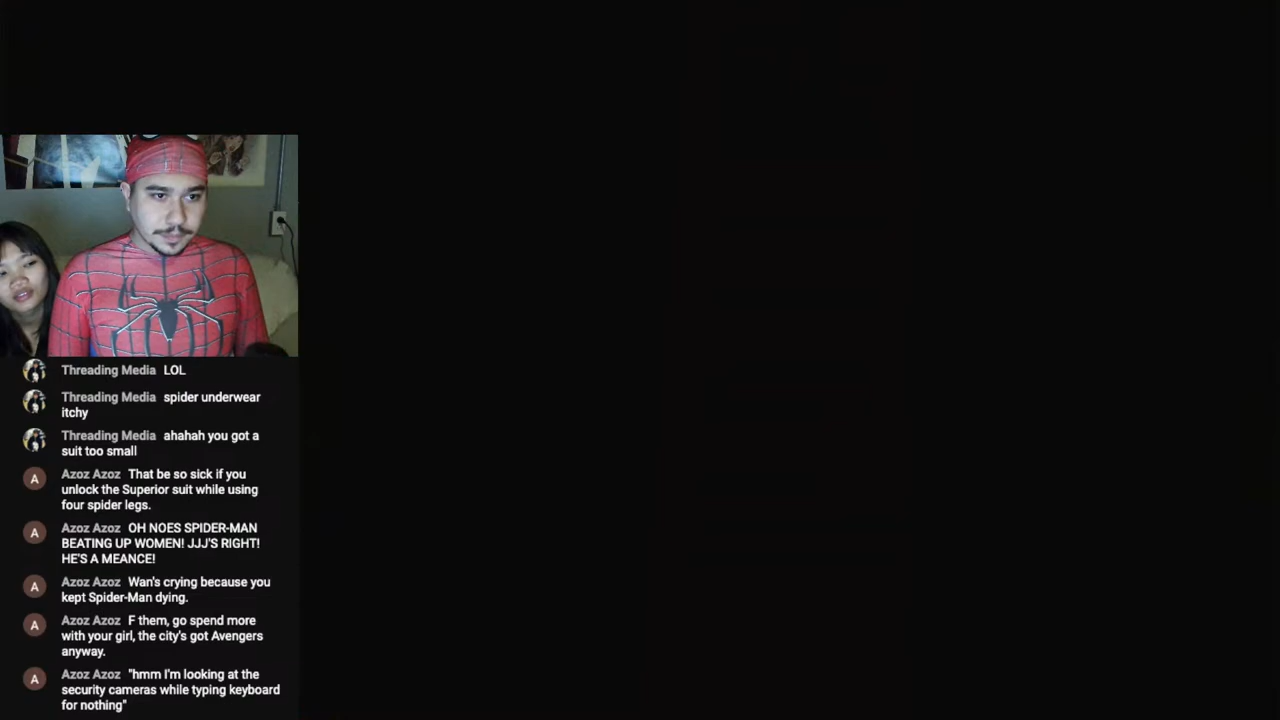 Threading Media LOL
Threading Media spider underwear
itchy
Threading Media ahahah you got a
suit too small
A Azoz Azoz That be so sick if you
unlock the Superior suit while using
four spider legs.
A Azoz Azoz OH NOES SPIDER-MAN
BEATING UP WOMEN! JJJ'S RIGHT!
HE'S A MEANCE!
A Azoz Azoz Wan's crying because you
kept Spider-Man dying.
A Azoz Azoz F them, go spend more
with your girl, the city's got Avengers
anyway.
A Azoz Azoz "hmm I'm looking at the
security cameras while typing keyboard
for nothing"